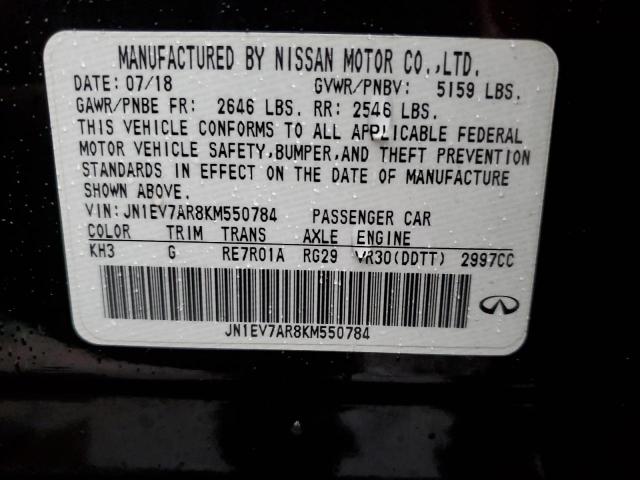 MANUFACTURED BY NISSAN MOTOR CO.,LTD.
DATE: 07/18 GVWR/PNBV: 5159 LBS.
GAWR/PNBE FR: 2646 LBS. RR: 2546 LBS.
THIS VEHICLE CONFORMS TO ALL APPLICABLE FEDERAL
MOTOR VEHICLE SAFETY,BUMPER,AND THEFT PREVENTION
STANDARDS IN EFFECT ON THE DATE OF MANUFACTURE
SHOWN ABOVE.
VIN: JN1EV7AR8KM550784 PASSENGER CAR
COLOR TRIM TRANS AXLE ENGINE
KH3 G RE7R01A RG29 VR30(DDTT) 2997CC
JN1EV7AR8KM550784